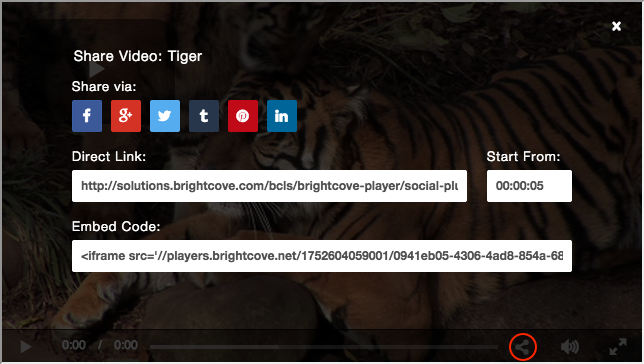 Share Video: Tiger
Share via:
Direct Link:
Start From:
http://solutions.brightcove.com/bcls/brightcove-player/social-plu
00:00:05
Embed Code:
<iframe src='//players.brightcove.net/1752604059001/0941eb05-4306-4ad8-854a-68
0:00 / 0:00